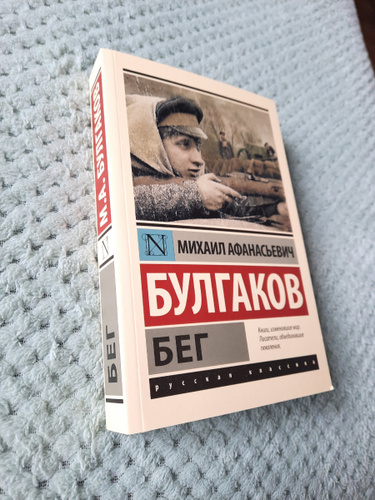 М.А. БУЛГАКОВ
N
БЕГ
N
МИХАИЛ АФАНАСЬЕВИЧ
БУЛГАКОВ
БЕГ
Книги, изменившие мир.
Писатели, объединившие
поколения.
русская классика